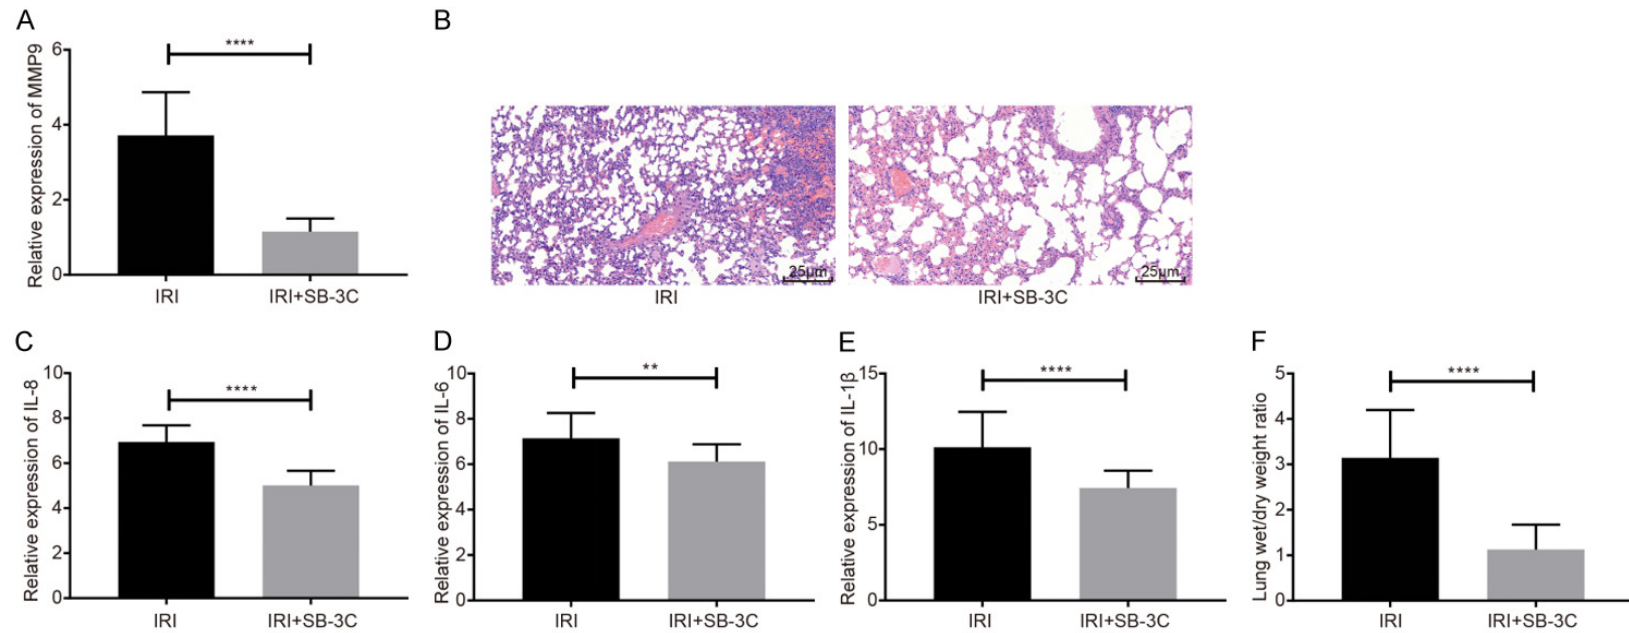 A
Relative expression of MMP9
6
4
2
0
****
IRI
IRI+SB-3C
B
25μm
IRI
25μm
IRI+SB-3C
C
Relative expression of IL-8
10
8
6
4
2
0
****
IRI
IRI+SB-3C
D
Relative expression of IL-6
10
8
6
4
2
0
**
IRI
IRI+SB-3C
E
Relative expression of IL-1β
15
10
5
0
****
IRI
IRI+SB-3C
F
Lung wet/dry weight ratio
5
4
3
2
1
0
****
IRI
IRI+SB-3C